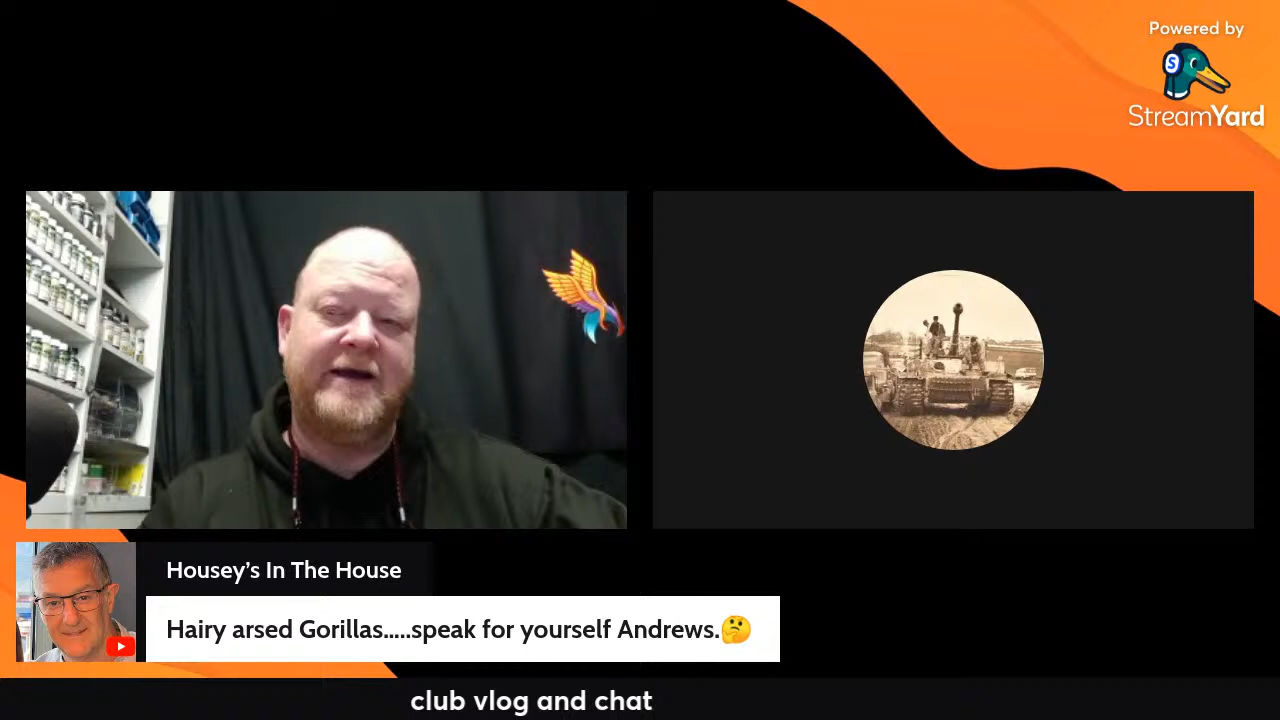 Powered by
S
StreamYard
Housey's In The House
Hairy arsed Gorillas.....speak for yourself Andrews.🤔
club vlog and chat